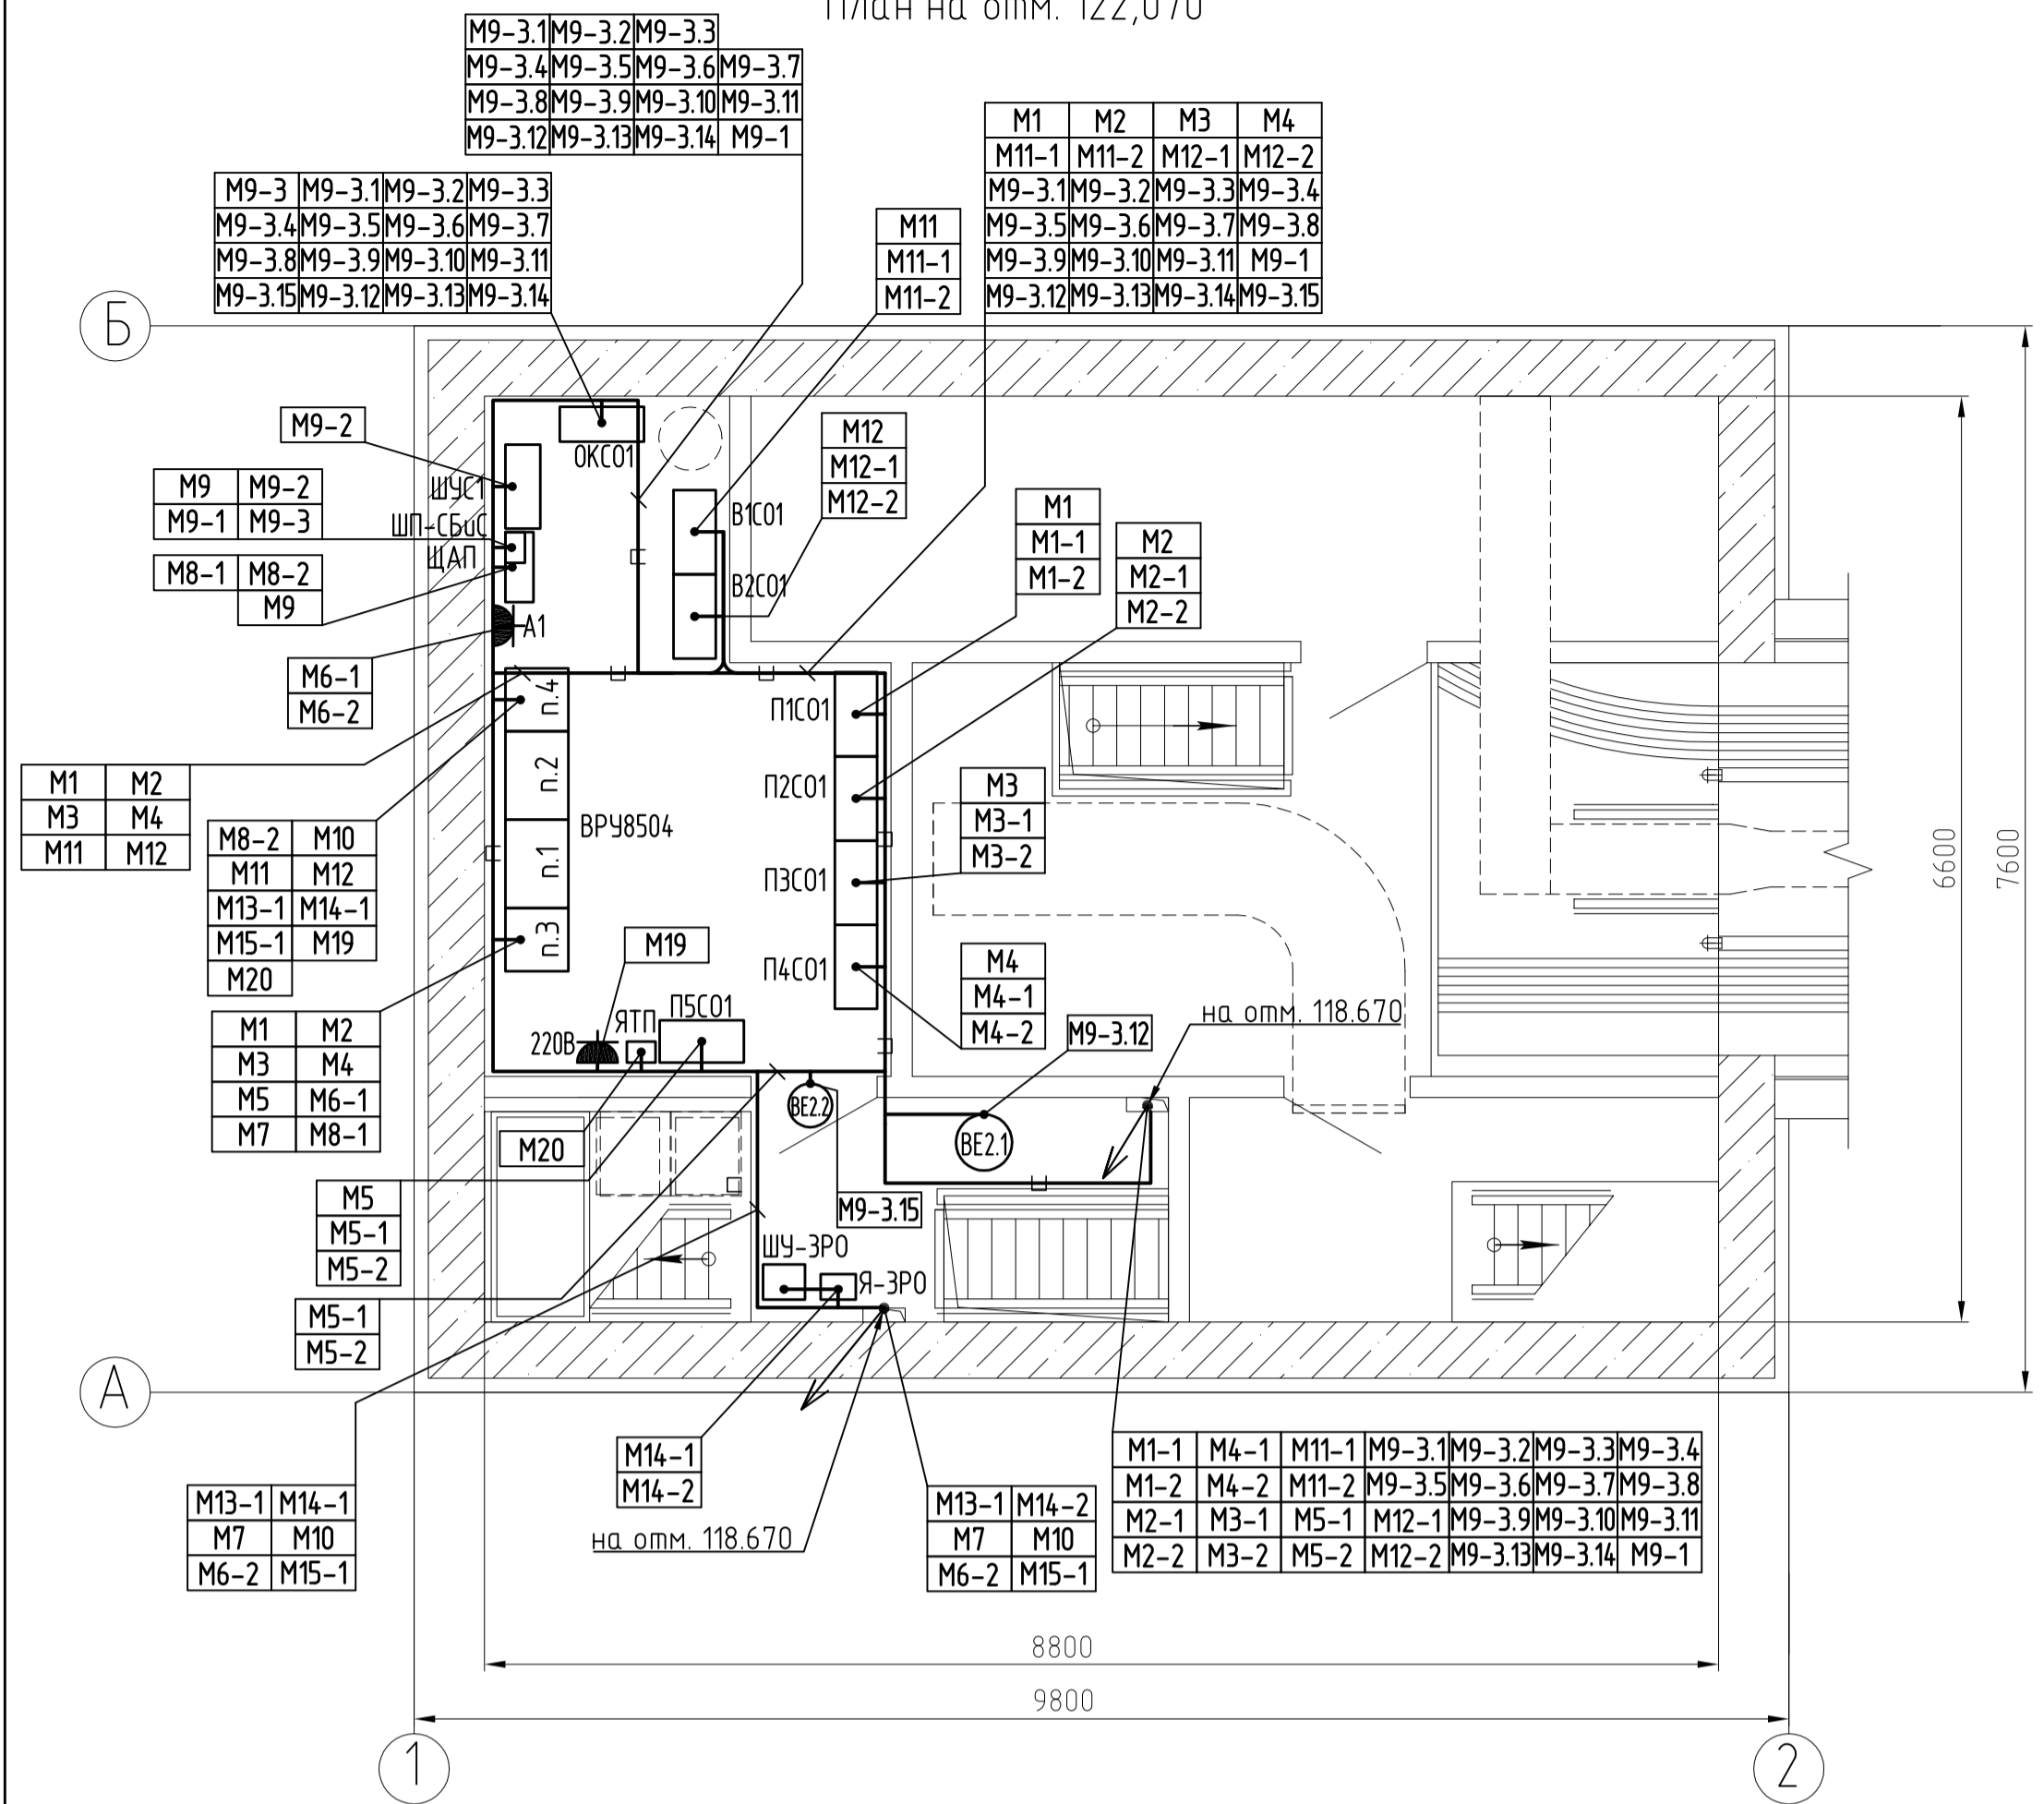 План на отм. 122,070
М9-3.1 М9-3.2 М9-3.3
М9-3.4 М9-3.5 М9-3.6 М9-3.7
М9-3.8 М9-3.9 М9-3.10 М9-3.11
М9-3.12 М9-3.13 М9-3.14 М9-1
М1 М2 М3 М4
М11-1 М11-2 М12-1 М12-2
М9-3.1 М9-3.2 М9-3.3 М9-3.4
М9-3.5 М9-3.6 М9-3.7 М9-3.8
М9-3.9 М9-3.10 М9-3.11 М9-1
М9-3.12 М9-3.13 М9-3.14 М9-3.15
М9-3 М9-3.1 М9-3.2 М9-3.3
М9-3.4 М9-3.5 М9-3.6 М9-3.7
М9-3.8 М9-3.9 М9-3.10 М9-3.11
М9-3.15 М9-3.12 М9-3.13 М9-3.14
М11
М11-1
М11-2
Б
М9-2
ОКС01
М12
М12-1
М12-2
М9 М9-2
М9-1 М9-3
ШУС1
ШП-СБиС
ЩАП
В1С01
В2С01
М1
М1-1
М1-2
М2
М2-1
М2-2
М8-1 М8-2
М9
А1
М6-1
М6-2
п.4
п.2
п.1
п.3
ВРУ8504
П1С01
П2С01
П3С01
П4С01
М1 М2
М3 М4
М11 М12
М3
М3-1
М3-2
М8-2 М10
М11 М12
М13-1 М14-1
М15-1 М19
М20
6600
7600
М19
М4
М4-1
М4-2
на отм. 118.670
М9-3.12
М1 М2
М3 М4
М5 М6-1
М7 М8-1
220В
ЯТП
П5С01
ВЕ2.2
ВЕ2.1
М20
М5
М5-1
М5-2
М9-3.15
ШУ-ЗРО
Я-ЗРО
М5-1
М5-2
А
М14-1
М14-2
на отм. 118.670
М13-1 М14-1
М7 М10
М6-2 М15-1
М13-1 М14-2
М7 М10
М6-2 М15-1
М1-1 М4-1 М11-1 М9-3.1 М9-3.2 М9-3.3 М9-3.4
М1-2 М4-2 М11-2 М9-3.5 М9-3.6 М9-3.7 М9-3.8
М2-1 М3-1 М5-1 М12-1 М9-3.9 М9-3.10 М9-3.11
М2-2 М3-2 М5-2 М12-2 М9-3.13 М9-3.14 М9-1
8800
9800
1
2